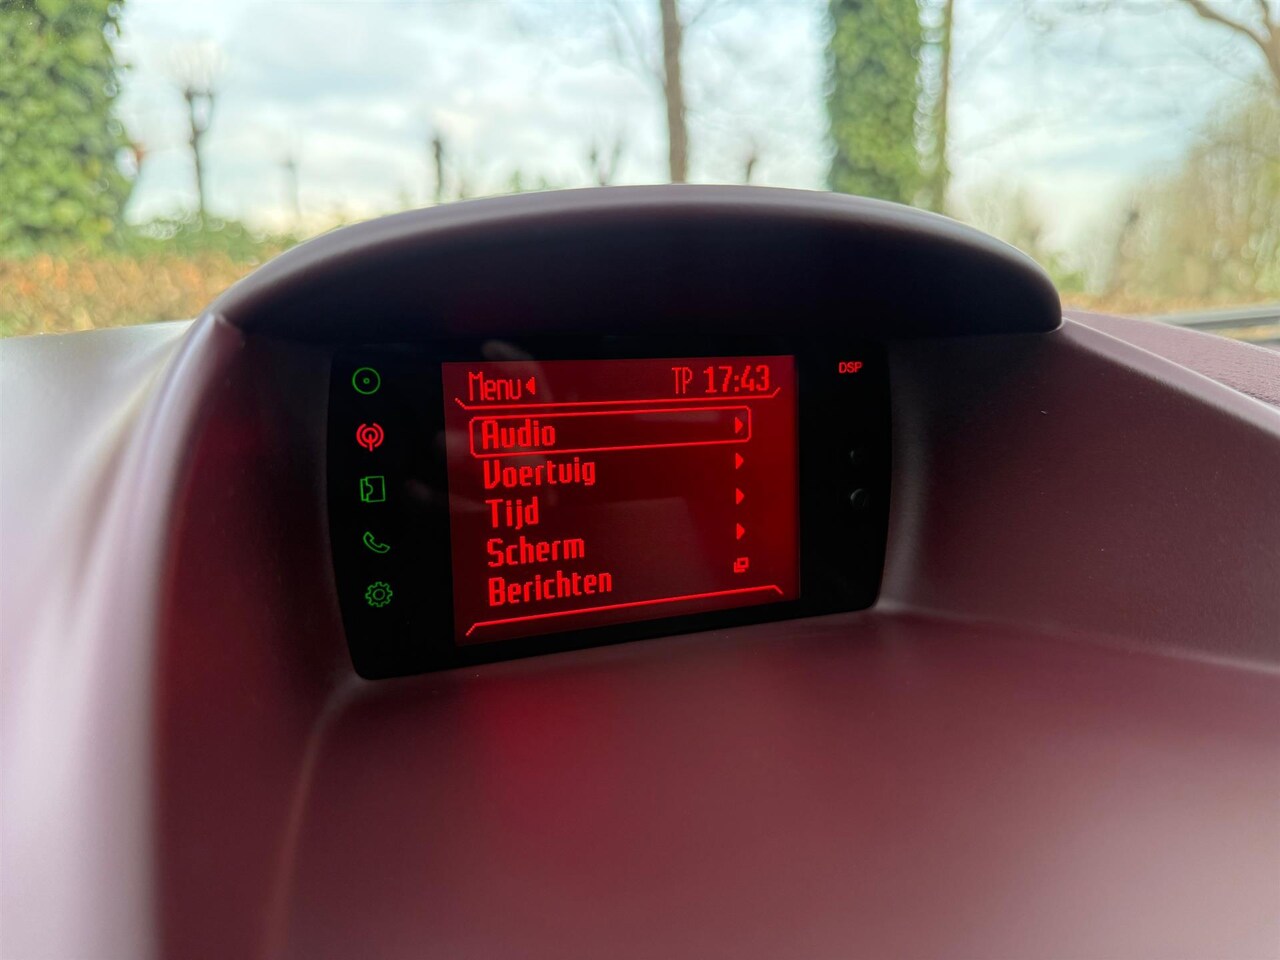 Menu TP 17:43 DSP
Audio
Voertuig
Tijd
Scherm
Berichten